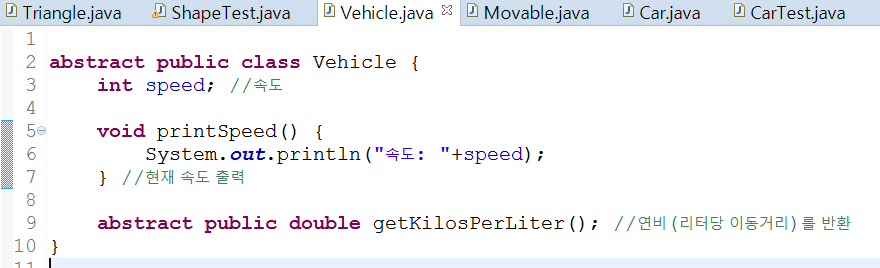 Triangle.java ShapeTest.java Vehicle.java Movable.java Car.java CarTest.java
1
2 abstract public class Vehicle {
3 int speed; //속도
4
5 void printSpeed() {
6 System.out.println("속도: "+speed);
7 } //현재 속도 출력
8
9 abstract public double getKilosPerLiter(); //연비(리터당 이동거리)를 반환
10 }
11